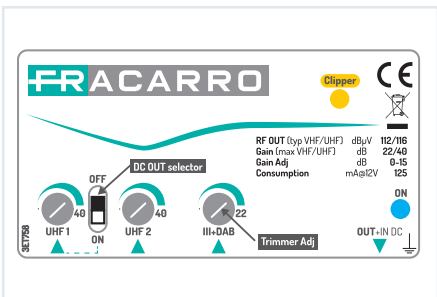 FRACARRO
Clipper
CE
RF OUT (typ VHF/UHF) dBµV 112/116
Gain (max VHF/UHF) dB 22/40
Gain Adj dB 0-15
Consumption mA@12V 125
DC OUT selector
OFF
40
40
22
ON
UHF 1
ON
UHF 2
III+DAB
Trimmer Adj
OUT+IN DC
3ET758